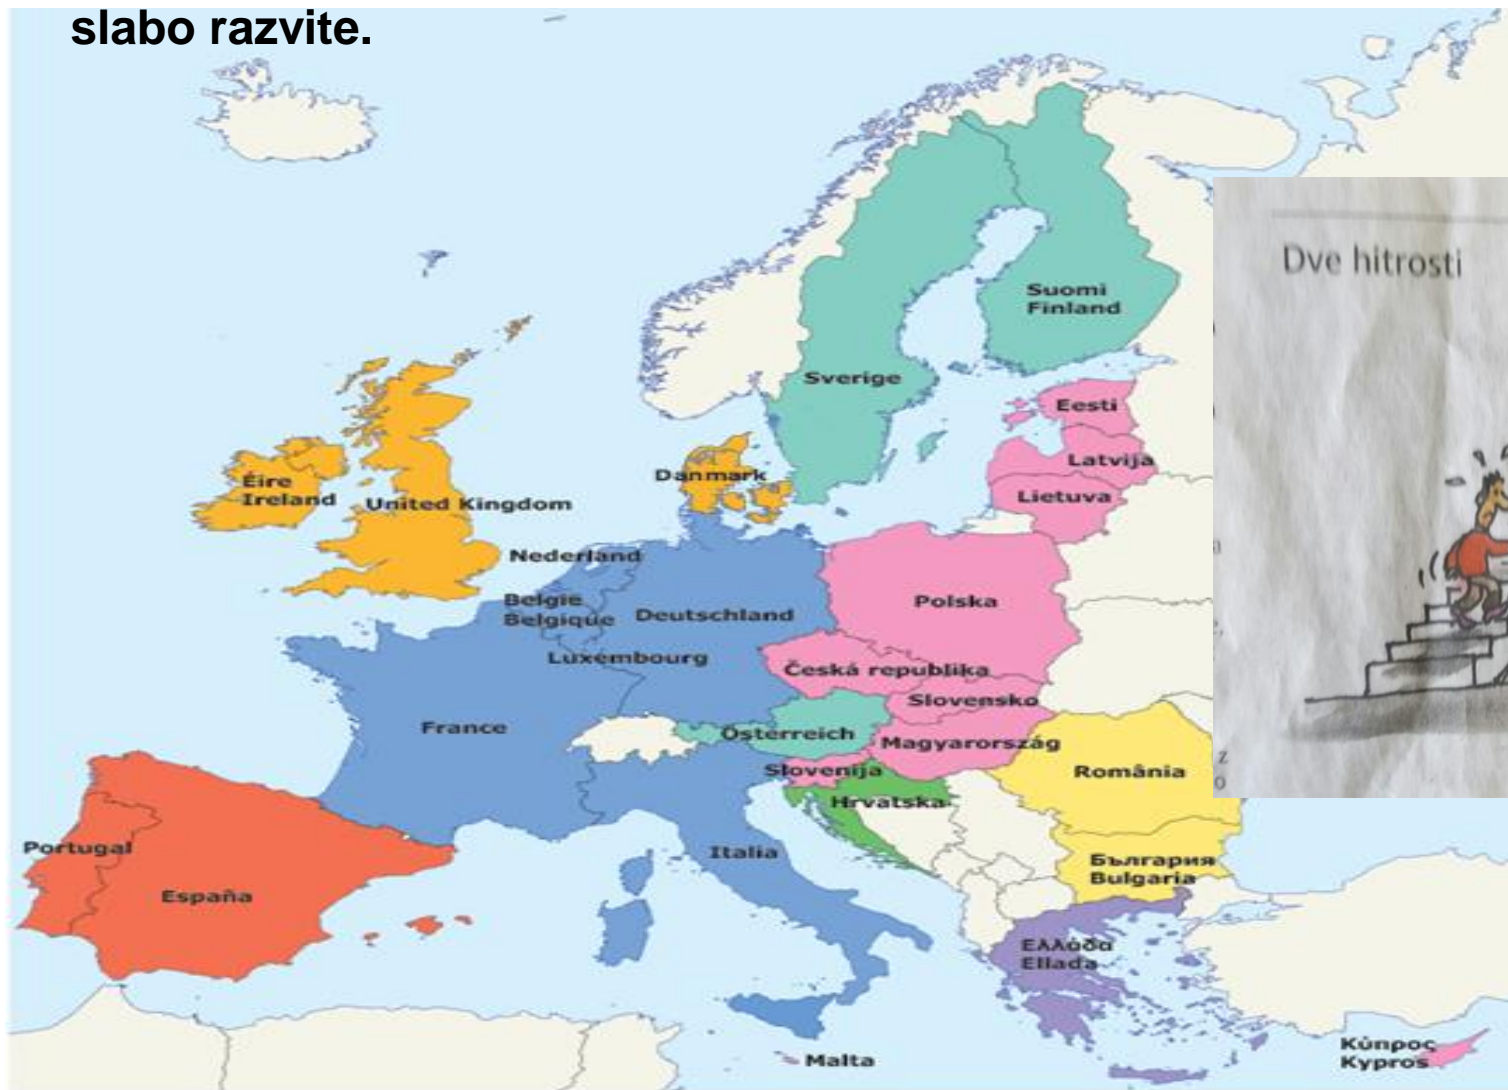 slabo razvite.
Dve hitrosti
Suomi
Finland
Sverige
Eesti
Latvija
Lietuva
Danmark
Éire
Ireland
United Kingdom
Nederland
België
Belgique
Deutschland
Polska
Luxembourg
Česká republika
Slovensko
France
Österreich
Magyarország
Slovenija
România
Hrvatska
Portugal
Italia
България
Bulgaria
España
Ελλάδα
Ellada
Κύπρος
Kypros
Malta